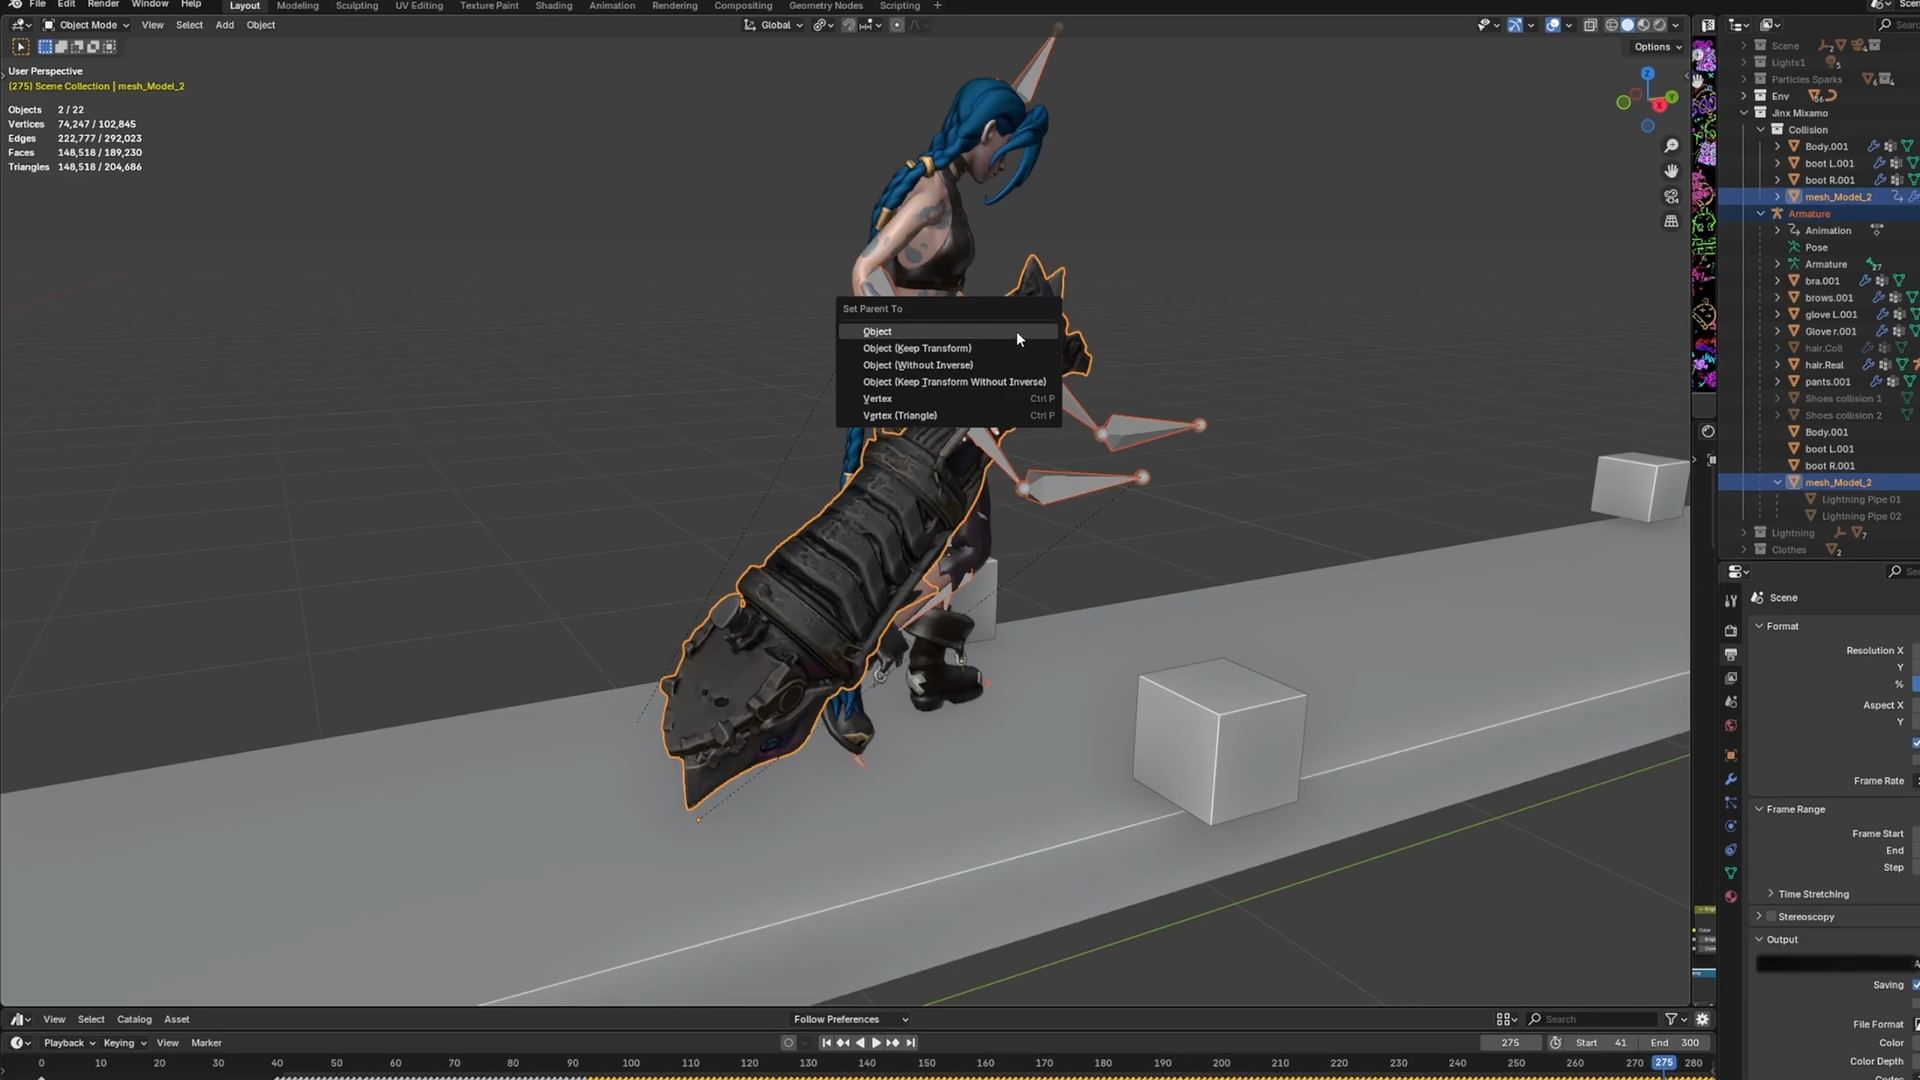 File Edit Render Window Help Layout Modeling Sculpting UV Editing Texture Paint Shading Animation Rendering Compositing Geometry Nodes Scripting +
Object Mode View Select Add Object Global
Options
User Perspective
(275) Scene Collection | mesh_Model_2
Objects 2 / 22
Vertices 74,247 / 102,845
Edges 222,777 / 292,023
Faces 148,518 / 189,230
Triangles 148,518 / 204,686
Z
Y
X
Set Parent To
Object
Object (Keep Transform)
Object (Without Inverse)
Object (Keep Transform Without Inverse)
Vertex Ctrl P
Vertex (Triangle) Ctrl P
Scene 2 4
Lights1 5
Particles Sparks 6 4
Env 56
Jinx Mixamo
Collision
Body.001
boot L.001
boot R.001
mesh_Model_2
Armature
Animation
Pose
Armature 27
bra.001
brows.001
glove L.001
Glove r.001
hair.Coll
hair.Real
pants.001
Shoes collision 1
Shoes collision 2
Body.001
boot L.001
boot R.001
mesh_Model_2
Lightning Pipe 01
Lightning Pipe 02
Lightning 7
Clothes 2
Scene
Format
Resolution X
Y
%
Aspect X
Y
Frame Rate
Frame Range
Frame Start
End
Step
Time Stretching
Stereoscopy
Output
Saving
File Format
Color
Color Depth
View Select Catalog Asset Follow Preferences Search
Playback Keying View Marker 275 Start 41 End 300
0 10 20 30 40 50 60 70 80 90 100 110 120 130 140 150 160 170 180 190 200 210 220 230 240 250 260 270 275 280